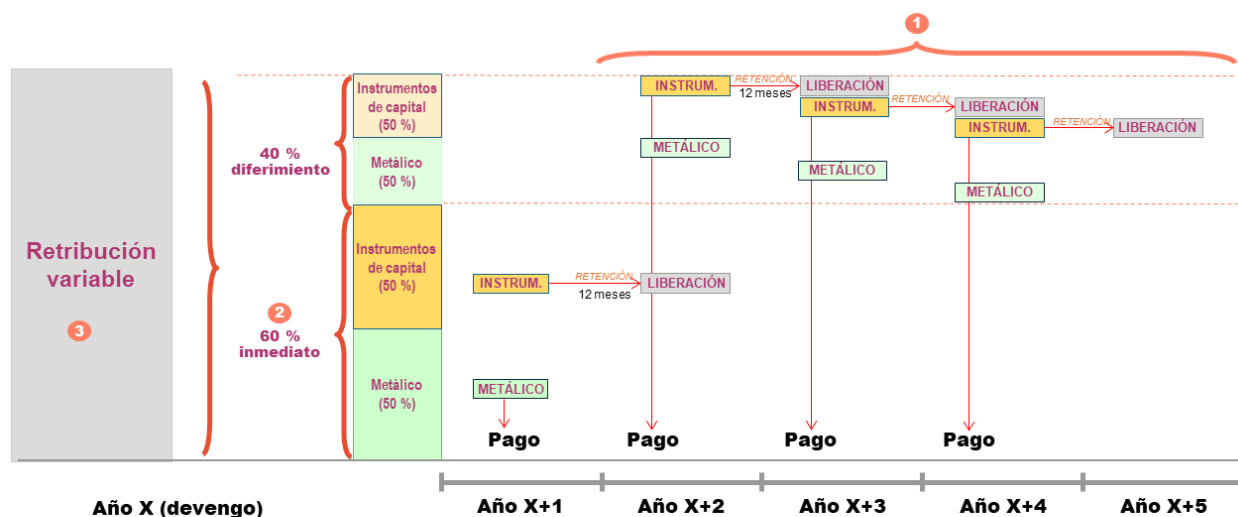 1
Instrumentos
de capital
(50 %)
INSTRUM.
RETENCIÓN
12 meses
LIBERACIÓN
INSTRUM.
RETENCIÓN
LIBERACIÓN
INSTRUM.
RETENCIÓN
LIBERACIÓN
40 %
diferimiento
Metálico
(50 %)
METÁLICO
METÁLICO
METÁLICO
Retribución
variable
3
2
60 %
inmediato
Instrumentos
de capital
(50 %)
INSTRUM.
RETENCIÓN
12 meses
LIBERACIÓN
Metálico
(50 %)
METÁLICO
Pago
Pago
Pago
Pago
Año X (devengo)
Año X+1
Año X+2
Año X+3
Año X+4
Año X+5